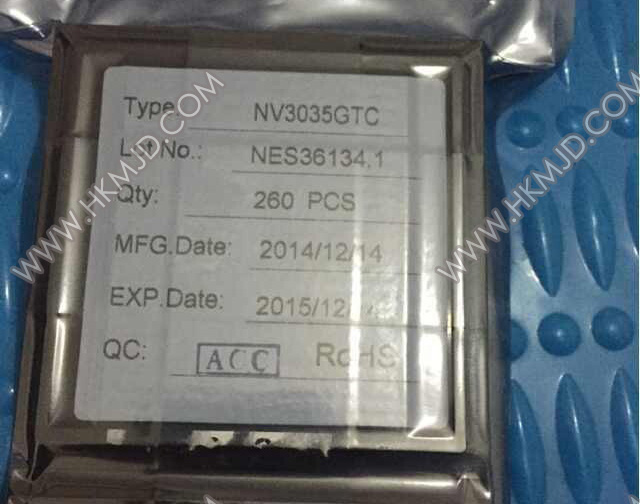 Type: NV3035GTC
Lot No.: NES36134.1
Qty: 260 PCS
MFG.Date: 2014/12/14
EXP.Date: 2015/12/
QC: ACC RoHS
WWW.HKMJD.COM
WWW.HKMJD.COM